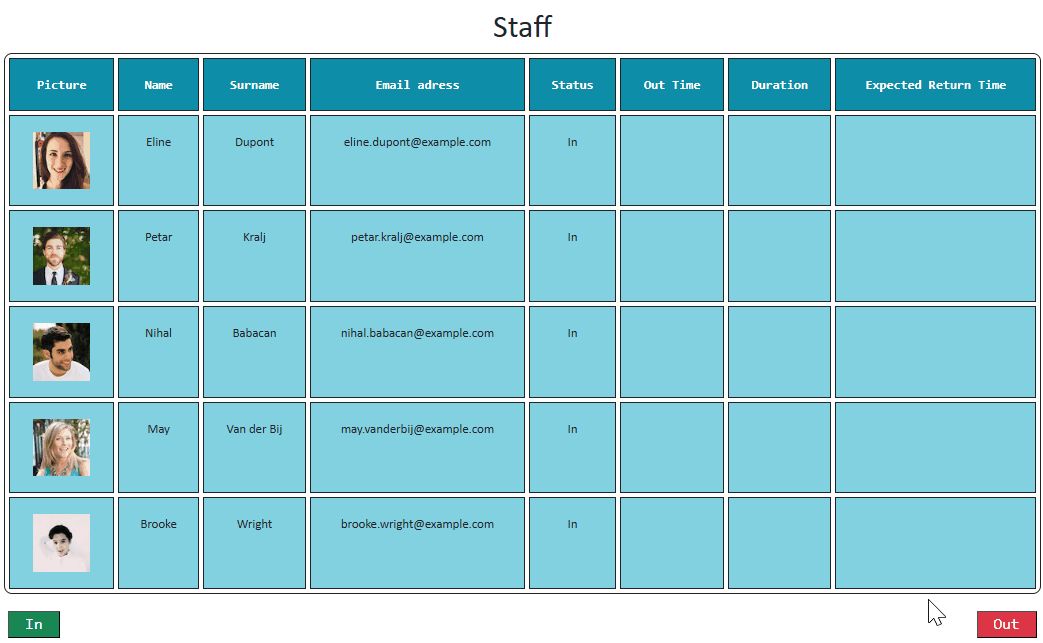 Staff
Picture Name Surname Email adress Status Out Time Duration Expected Return Time
Eline Dupont eline.dupont@example.com In
Petar Kralj petar.kralj@example.com In
Nihal Babacan nihal.babacan@example.com In
May Van der Bij may.vanderbij@example.com In
Brooke Wright brooke.wright@example.com In
In Out